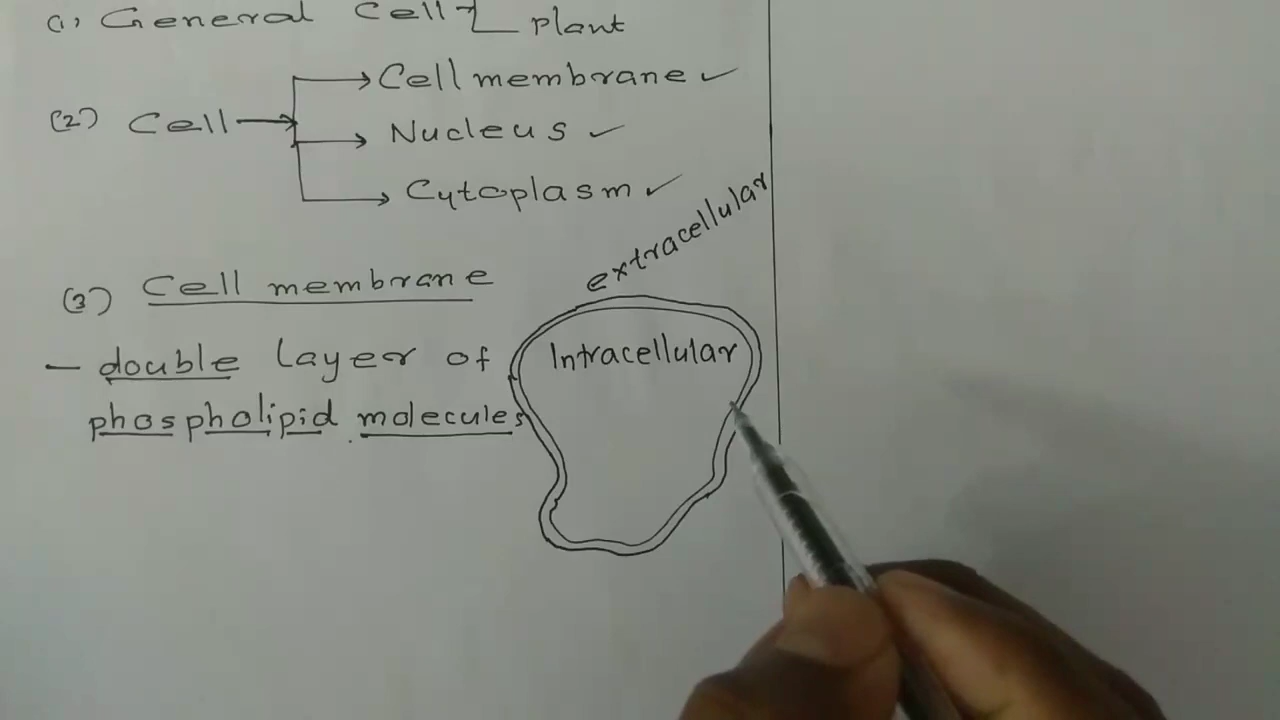 (1) General Cell plant
Cell membrane
(2) Cell Nucleus
Cytoplasm
extracellular
(3) Cell membrane
Intracellular
- double layer of
phospholipid molecules